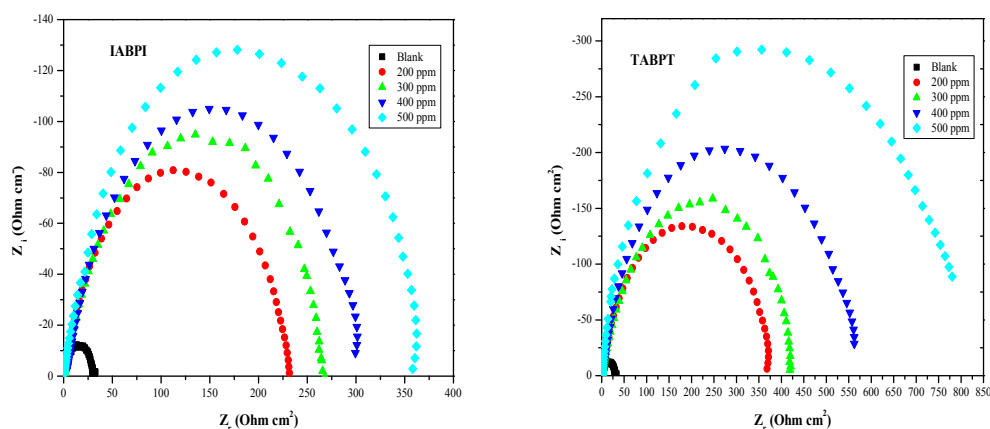 IABPI
Blank
200 ppm
300 ppm
400 ppm
500 ppm
-140
-120
-100
-80
-60
-40
-20
0
Z i (Ohm cm²)
0 50 100 150 200 250 300 350 400
Z r (Ohm cm²)
TABPT
Blank
200 ppm
300 ppm
400 ppm
500 ppm
-300
-250
-200
-150
-100
-50
0
Z i (Ohm cm²)
0 50 100 150 200 250 300 350 400 450 500 550 600 650 700 750 800 850
Z r (Ohm cm²)